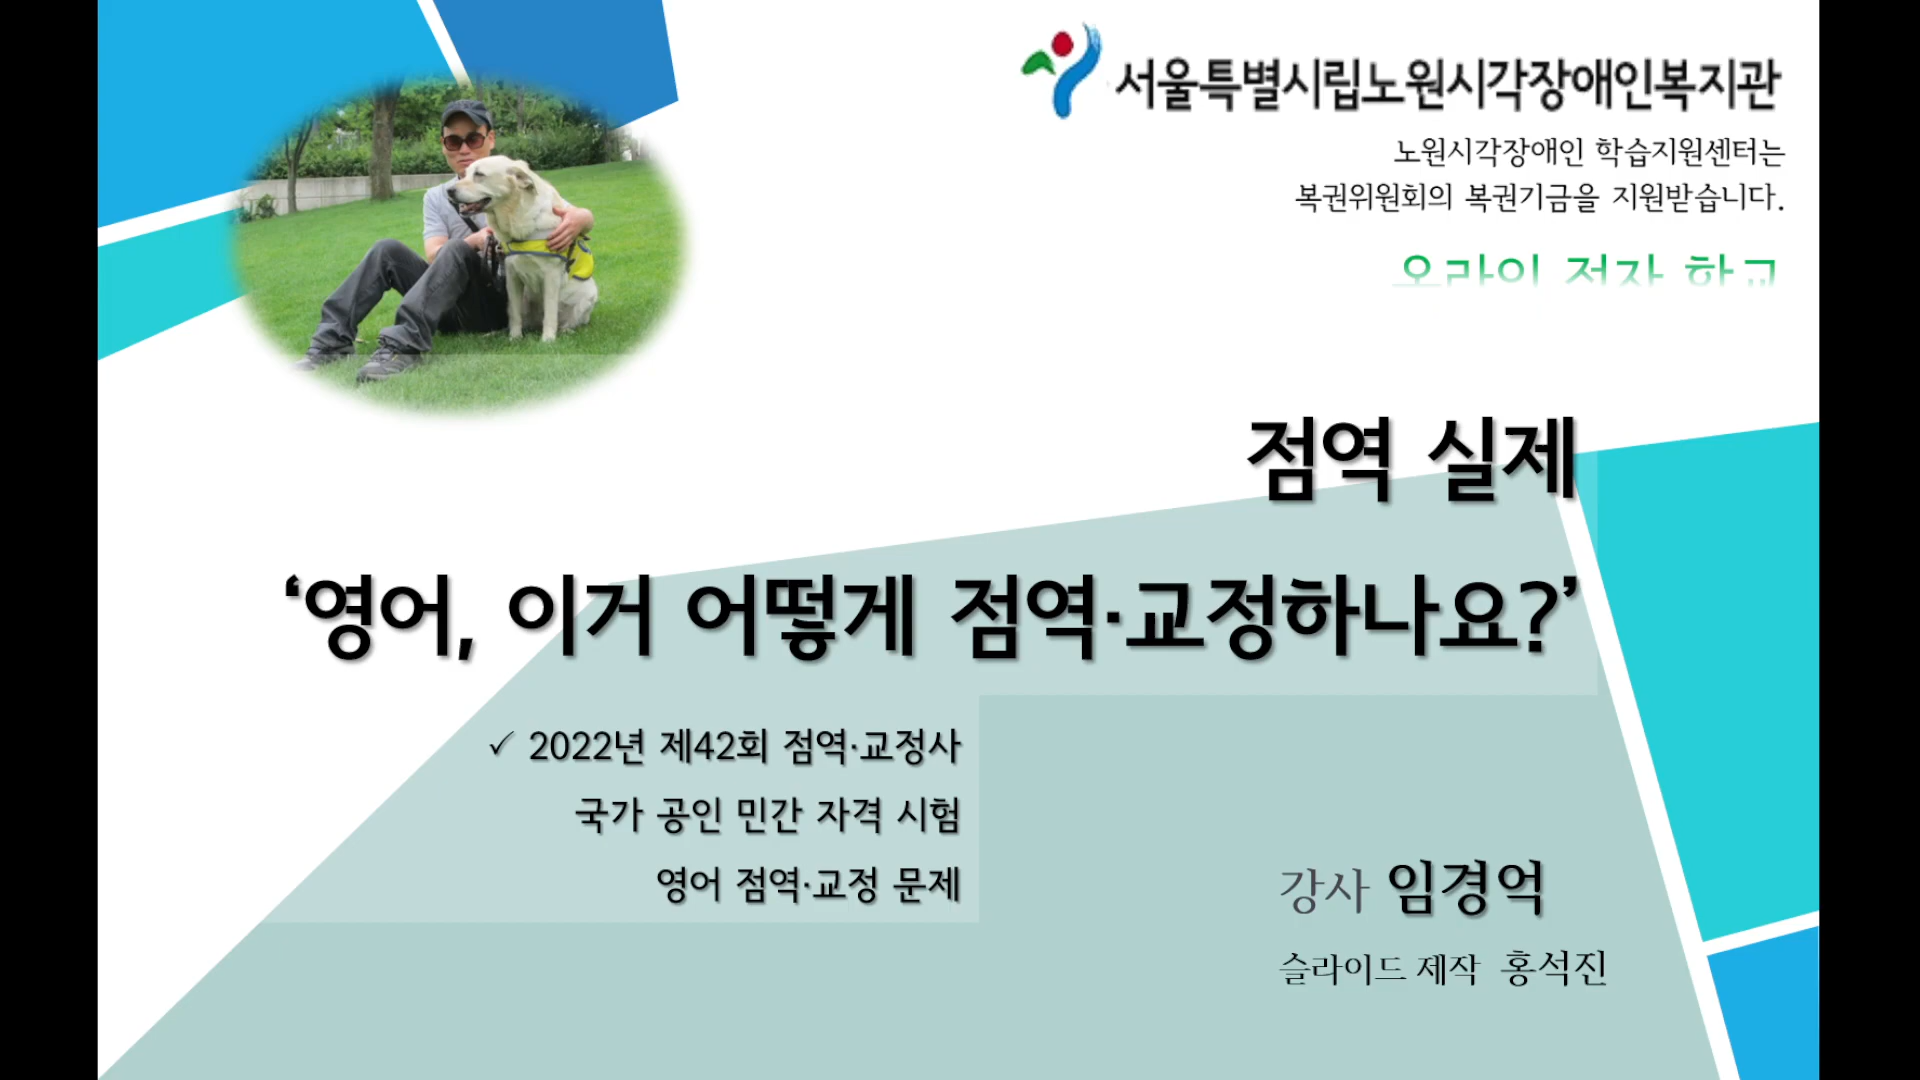 서울특별시립노원시각장애인복지관
노원시각장애인 학습지원센터는
복권위원회의 복권기금을 지원받습니다.
점역 실제
‘영어, 이거 어떻게 점역·교정하나요?’
✓ 2022년 제42회 점역·교정사
국가 공인 민간 자격 시험
영어 점역·교정 문제
강사 임경억
슬라이드 제작 홍석진